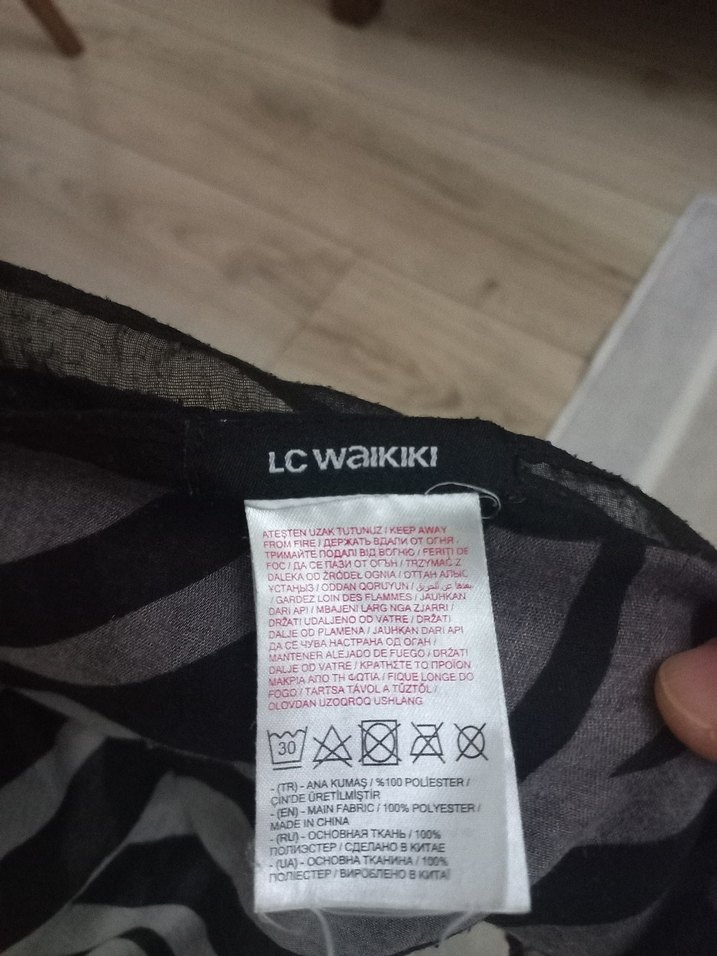 LC WAIKIKI
ATEŞTEN UZAK TUTUNUZ / KEEP AWAY
FROM FIRE / ДЕРЖАТЬ ВДАЛИ ОТ ОГНЯ /
ТРИМАЙТЕ ПОДАЛІ ВІД ВОГНЮ / FERIŢI DE
FOC / ДА СЕ ПАЗИ ОТ ОГЪН / TRZYMAĆ Z
DALEKA OD ŹRÓDEŁ OGNIA / ОТТАН АЛЫС
ҰСТАҢЫЗ / ODDAN QORUYUN /
/ GARDEZ LOIN DES FLAMMES / JAUHKAN
DARI API / MBAJENI LARG NGA ZJARRI /
DRŽATI UDALJENO OD VATRE / DRŽATI
DALJE OD PLAMENA / JAUHKAN DARI API
ДА СЕ ЧУВА НАСТРАНА ОД ОГАН /
MANTENER ALEJADO DE FUEGO / DRŽATI
DALJE OD VATRE / ΚΡΑΤΗΣΤΕ ΤΟ ΠΡΟΪΟΝ
ΜΑΚΡΙΑ ΑΠΟ ΤΗ ΦΩΤΙΑ / FIQUE LONGE DO
FOGO / TARTSA TÁVOL A TŰZTŐL /
OLOVDAN UZOQROQ USHLANG
30
- (TR) - ANA KUMAŞ / %100 POLİESTER /
ÇİN'DE ÜRETİLMİŞTİR
- (EN) - MAIN FABRIC / 100% POLYESTER /
MADE IN CHINA
- (RU) - ОСНОВНАЯ ТКАНЬ / 100%
ПОЛИЭСТЕР / СДЕЛАНО В КИТАЕ
- (UA) - ОСНОВНА ТКАНИНА / 100%
ПОЛІЕСТЕР / ВИРОБЛЕНО В КИТАЇ